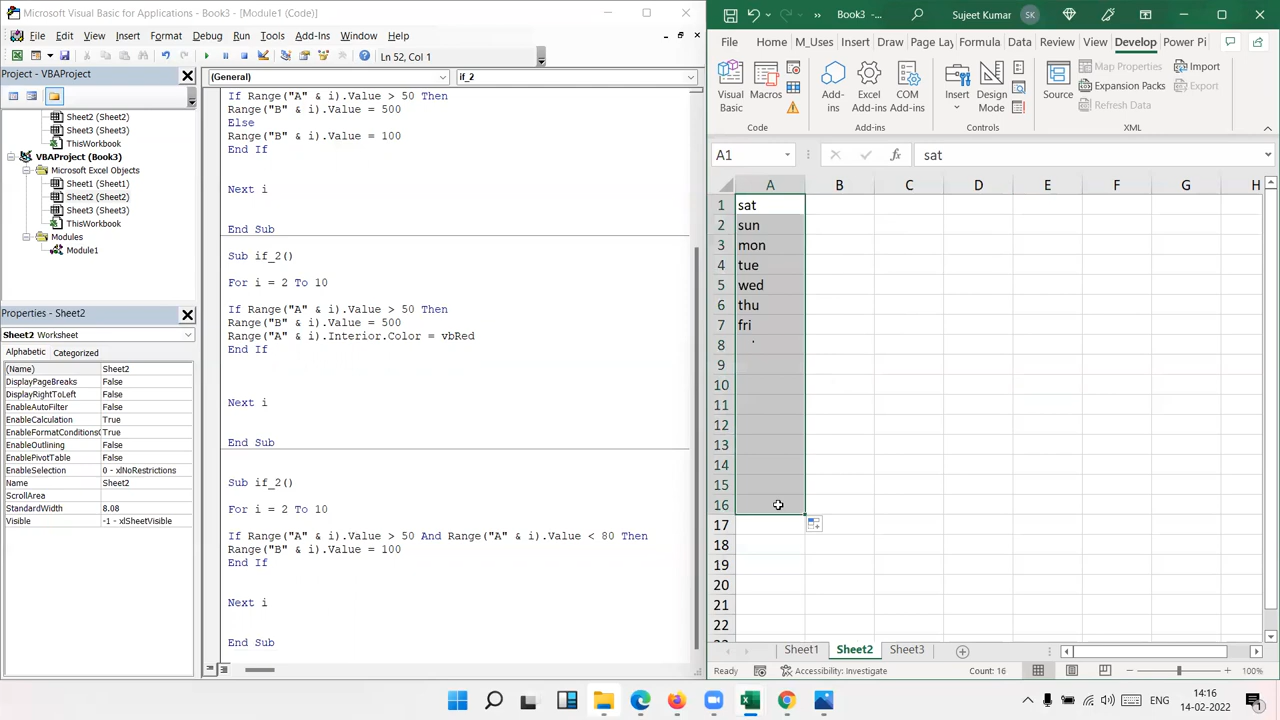 Microsoft Visual Basic for Applications - Book3 - [Module1 (Code)]
File Edit View Insert Format Debug Run Tools Add-Ins Window Help
Ln 52, Col 1
Project - VBAProject
Sheet2 (Sheet2)
Sheet3 (Sheet3)
ThisWorkbook
VBAProject (Book3)
Microsoft Excel Objects
Sheet1 (Sheet1)
Sheet2 (Sheet2)
Sheet3 (Sheet3)
ThisWorkbook
Modules
Module1
Properties - Sheet2
Sheet2 Worksheet
Alphabetic Categorized
(Name) Sheet2
DisplayPageBreaks False
DisplayRightToLeft False
EnableAutoFilter False
EnableCalculation True
EnableFormatConditions( True
EnableOutlining False
EnablePivotTable False
EnableSelection 0 - xlNoRestrictions
Name Sheet2
ScrollArea
StandardWidth 8.08
Visible -1 - xlSheetVisible
(General) if_2
If Range("A" & i).Value > 50 Then
Range("B" & i).Value = 500
Else
Range("B" & i).Value = 100
End If
Next i
End Sub
Sub if_2()
For i = 2 To 10
If Range("A" & i).Value > 50 Then
Range("B" & i).Value = 500
Range("A" & i).Interior.Color = vbRed
End If
Next i
End Sub
Sub if_2()
For i = 2 To 10
If Range("A" & i).Value > 50 And Range("A" & i).Value < 80 Then
Range("B" & i).Value = 100
End If
Next i
End Sub
Book3 -... Sujeet Kumar SK
File Home M_Uses Insert Draw Page Lay Formula Data Review View Develop Power Pi
Visual Basic Macros Add-ins Excel Add-ins COM Add-ins Insert Design Mode Source Map Properties Expansion Packs Refresh Data Import Export
Code Add-ins Controls XML
A1 fx sat
A B C D E F G H
1 sat
2 sun
3 mon
4 tue
5 wed
6 thu
7 fri
8
9
10
11
12
13
14
15
16
17
18
19
20
21
22
Sheet1 Sheet2 Sheet3
Ready Accessibility: Investigate Count: 16 100%
ENG 14:16
14-02-2022